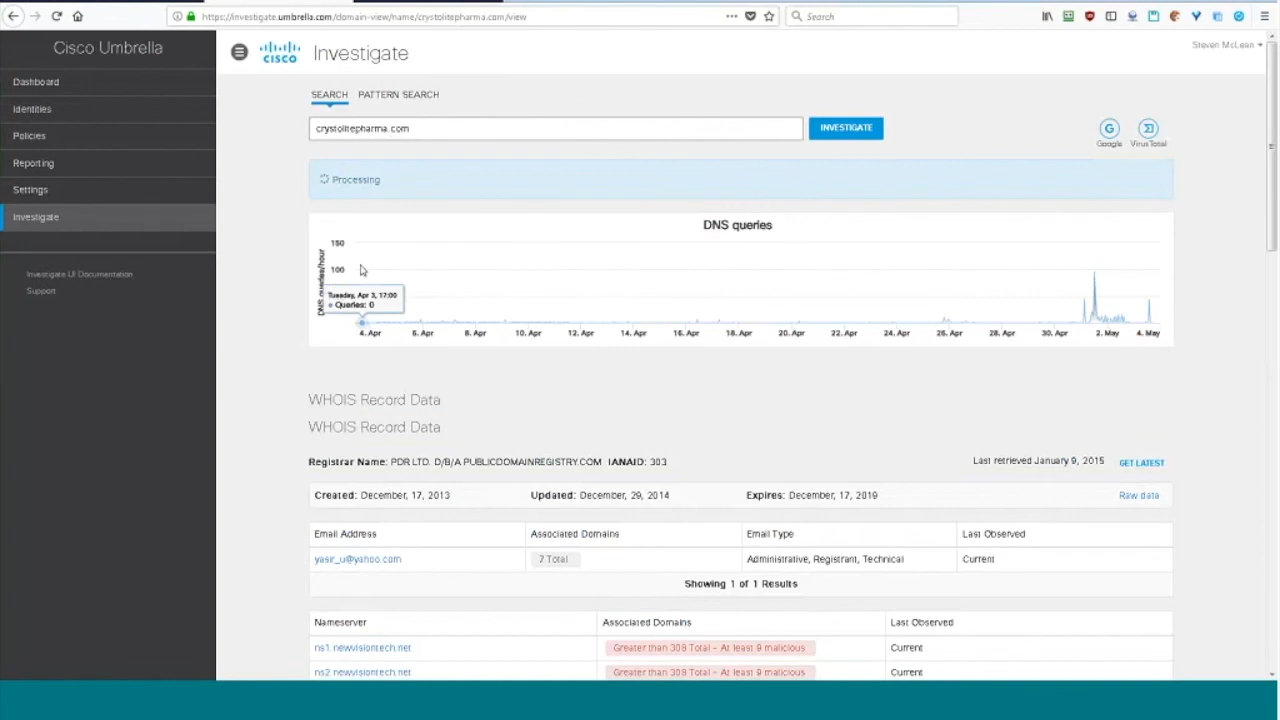 https://investigate.umbrella.com/domain-view/name/crystolitepharma.com/view
Search
Cisco Umbrella
Dashboard
Identities
Policies
Reporting
Settings
Investigate
Investigate UI Documentation
Support
CISCO
Investigate
Steven McLean
SEARCH PATTERN SEARCH
crystolitepharma.com
INVESTIGATE
Google VirusTotal
Processing
DNS queries
DNS queries/hour
150
100
Tuesday, Apr 3, 17:00
Queries: 0
4. Apr 6. Apr 8. Apr 10. Apr 12. Apr 14. Apr 16. Apr 18. Apr 20. Apr 22. Apr 24. Apr 26. Apr 28. Apr 30. Apr 2. May 4. May
WHOIS Record Data
WHOIS Record Data
Registrar Name: PDR LTD. D/B/A PUBLICDOMAINREGISTRY.COM IANAID: 303
Last retrieved January 9, 2015 GET LATEST
Created: December, 17, 2013 Updated: December, 29, 2014 Expires: December, 17, 2019 Raw data
Email Address Associated Domains Email Type Last Observed
yasir_u@yahoo.com 7 Total Administrative, Registrant, Technical Current
Showing 1 of 1 Results
Nameserver Associated Domains Last Observed
ns1.newvisiontech.net Greater than 308 Total - At least 9 malicious Current
ns2.newvisiontech.net Greater than 308 Total - At least 9 malicious Current